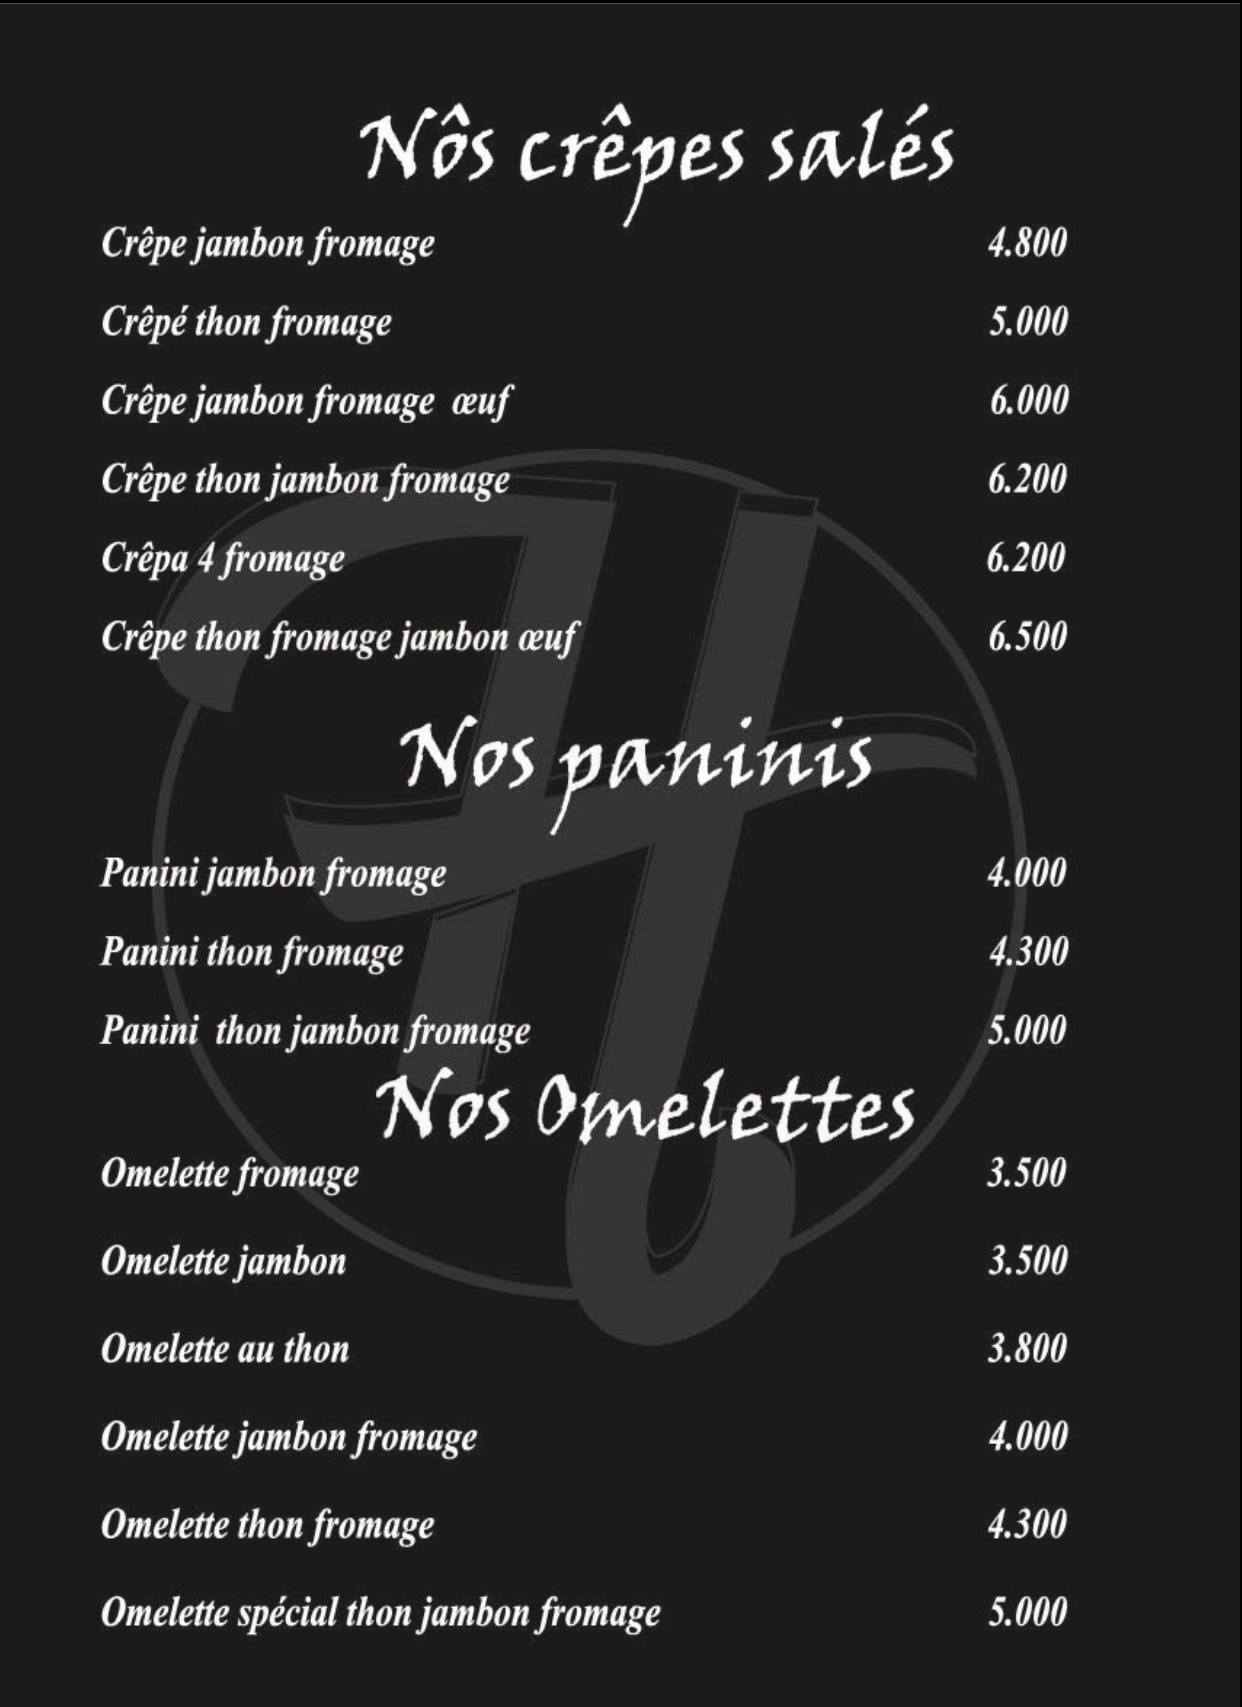 Nôs crêpes salés
Crêpe jambon fromage 4.800
Crêpé thon fromage 5.000
Crêpe jambon fromage œuf 6.000
Crêpe thon jambon fromage 6.200
Crêpa 4 fromage 6.200
Crêpe thon fromage jambon œuf 6.500
Nos paninis
Panini jambon fromage 4.000
Panini thon fromage 4.300
Panini thon jambon fromage 5.000
Nos Omelettes
Omelette fromage 3.500
Omelette jambon 3.500
Omelette au thon 3.800
Omelette jambon fromage 4.000
Omelette thon fromage 4.300
Omelette spécial thon jambon fromage 5.000